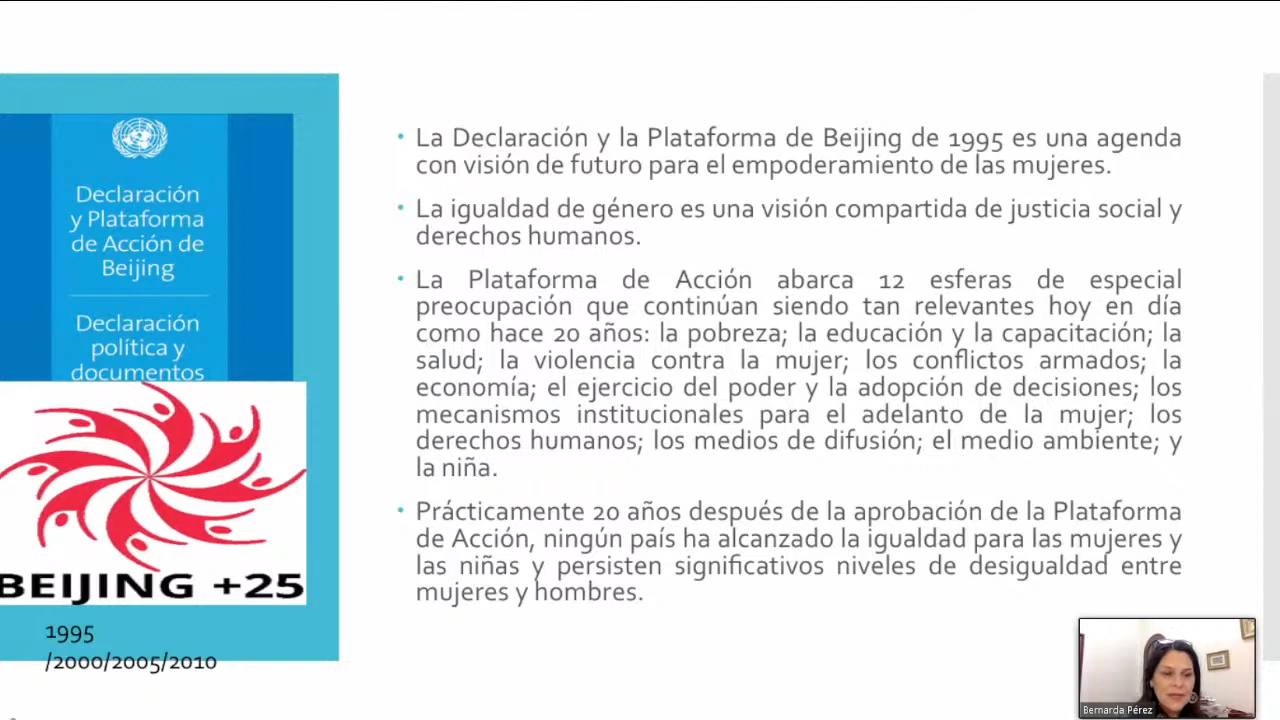 Declaración
y Plataforma
de Acción de
Beijing
Declaración
política y
documentos
BEIJING +25
1995
/2000/2005/2010
• La Declaración y la Plataforma de Beijing de 1995 es una agenda
con visión de futuro para el empoderamiento de las mujeres.
• La igualdad de género es una visión compartida de justicia social y
derechos humanos.
• La Plataforma de Acción abarca 12 esferas de especial
preocupación que continúan siendo tan relevantes hoy en día
como hace 20 años: la pobreza; la educación y la capacitación; la
salud; la violencia contra la mujer; los conflictos armados; la
economía; el ejercicio del poder y la adopción de decisiones; los
mecanismos institucionales para el adelanto de la mujer; los
derechos humanos; los medios de difusión; el medio ambiente; y
la niña.
• Prácticamente 20 años después de la aprobación de la Plataforma
de Acción, ningún país ha alcanzado la igualdad para las mujeres y
las niñas y persisten significativos niveles de desigualdad entre
mujeres y hombres.
Bernarda Pérez